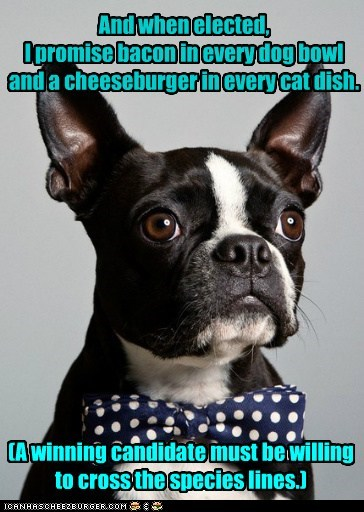 And when elected,
I promise bacon in every dog bowl
and a cheeseburger in every cat dish.
(A winning candidate must be willing
to cross the species lines.)
ICANHASCHEEZBURGER.COM